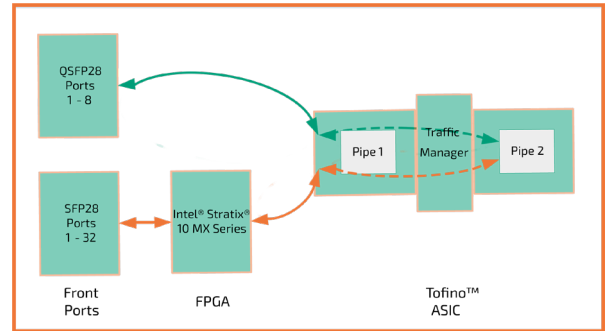 QSFP28
Ports
1 - 8
SFP28
Ports
1 - 32
Intel® Stratix®
10 MX Series
Pipe 1
Traffic
Manager
Pipe 2
Front
Ports
FPGA
Tofino™
ASIC